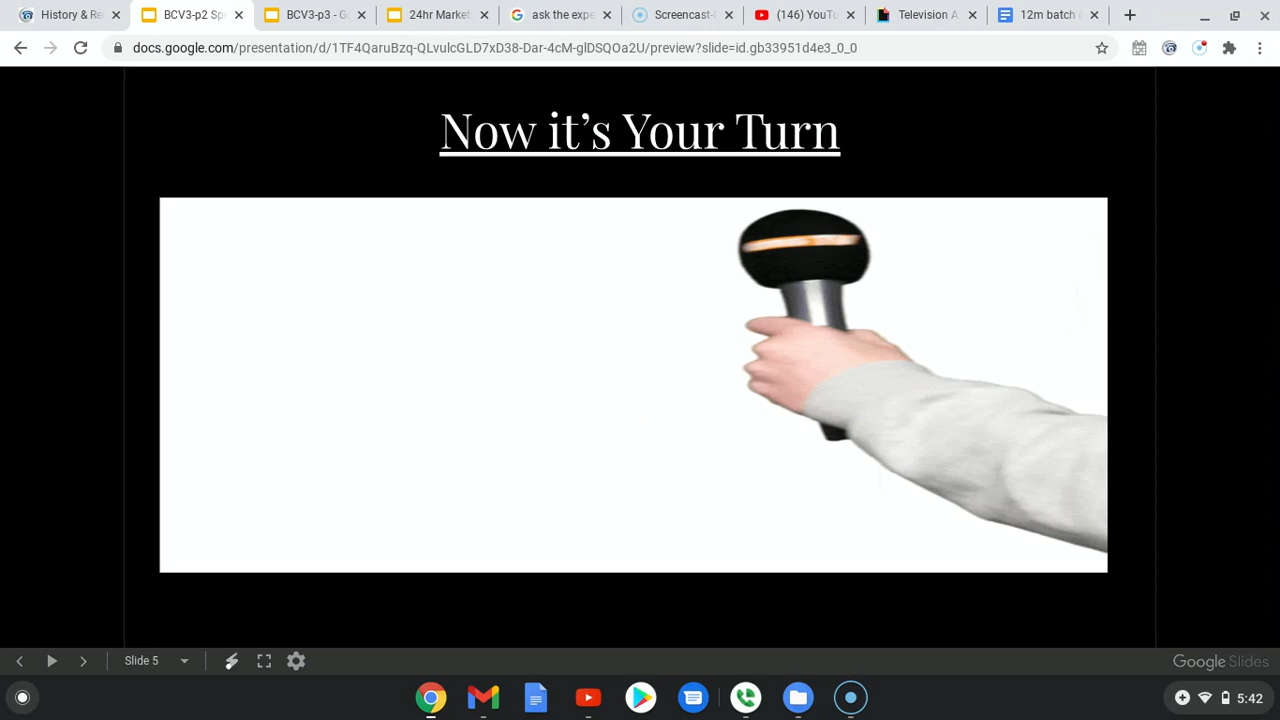 History & Re
BCV3-p2 Spe
BCV3-p3 - G
24hr Market
ask the expe
Screencast-
(146) YouTu
Television A
12m batch
docs.google.com/presentation/d/1TF4QaruBzq-QLvulcGLD7xD38-Dar-4cM-glDSQOa2U/preview?slide=id.gb33951d4e3_0_0
Now it's Your Turn
Slide 5
Google Slides
5:42